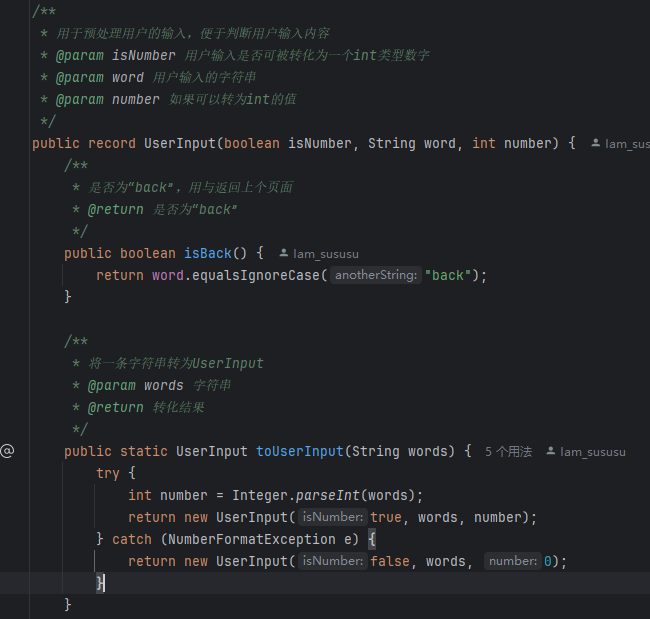 /**
 * 用于预处理用户的输入，便于判断用户输入内容
 * @param isNumber 用户输入是否可被转化为一个int类型数字
 * @param word 用户输入的字符串
 * @param number 如果可以转为int的值
 */
public record UserInput(boolean isNumber, String word, int number) { lam_sus
    /**
     * 是否为“back”，用与返回上个页面
     * @return 是否为“back”
     */
    public boolean isBack() { lam_sususu
        return word.equalsIgnoreCase( anotherString: "back");
    }
    /**
     * 将一条字符串转为UserInput
     * @param words 字符串
     * @return 转化结果
     */
@   public static UserInput toUserInput(String words) { 5 个用法 lam_sususu
        try {
            int number = Integer.parseInt(words);
            return new UserInput( isNumber: true, words, number);
        } catch (NumberFormatException e) {
            return new UserInput( isNumber: false, words, number: 0);
        }
    }